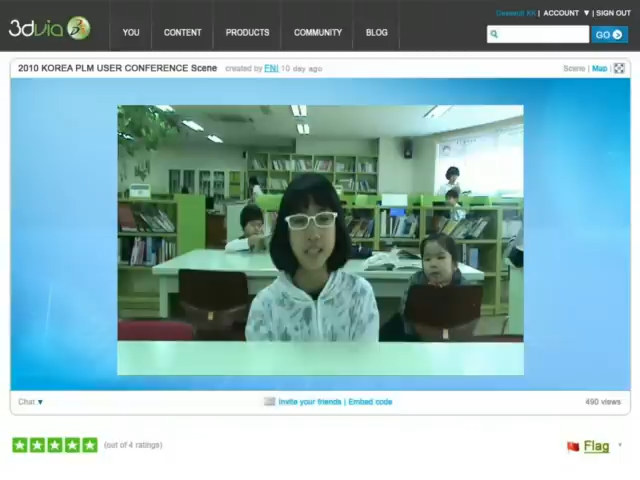 3dvia
YOU
CONTENT
PRODUCTS
COMMUNITY
BLOG
| ACCOUNT ▼ | SIGN OUT
GO
2010 KOREA PLM USER CONFERENCE Scene
created by FNI 10 day ago
Scene | Map |
Chat ▼
Invite your friends | Embed code
490 views
(out of 4 ratings)
Flag